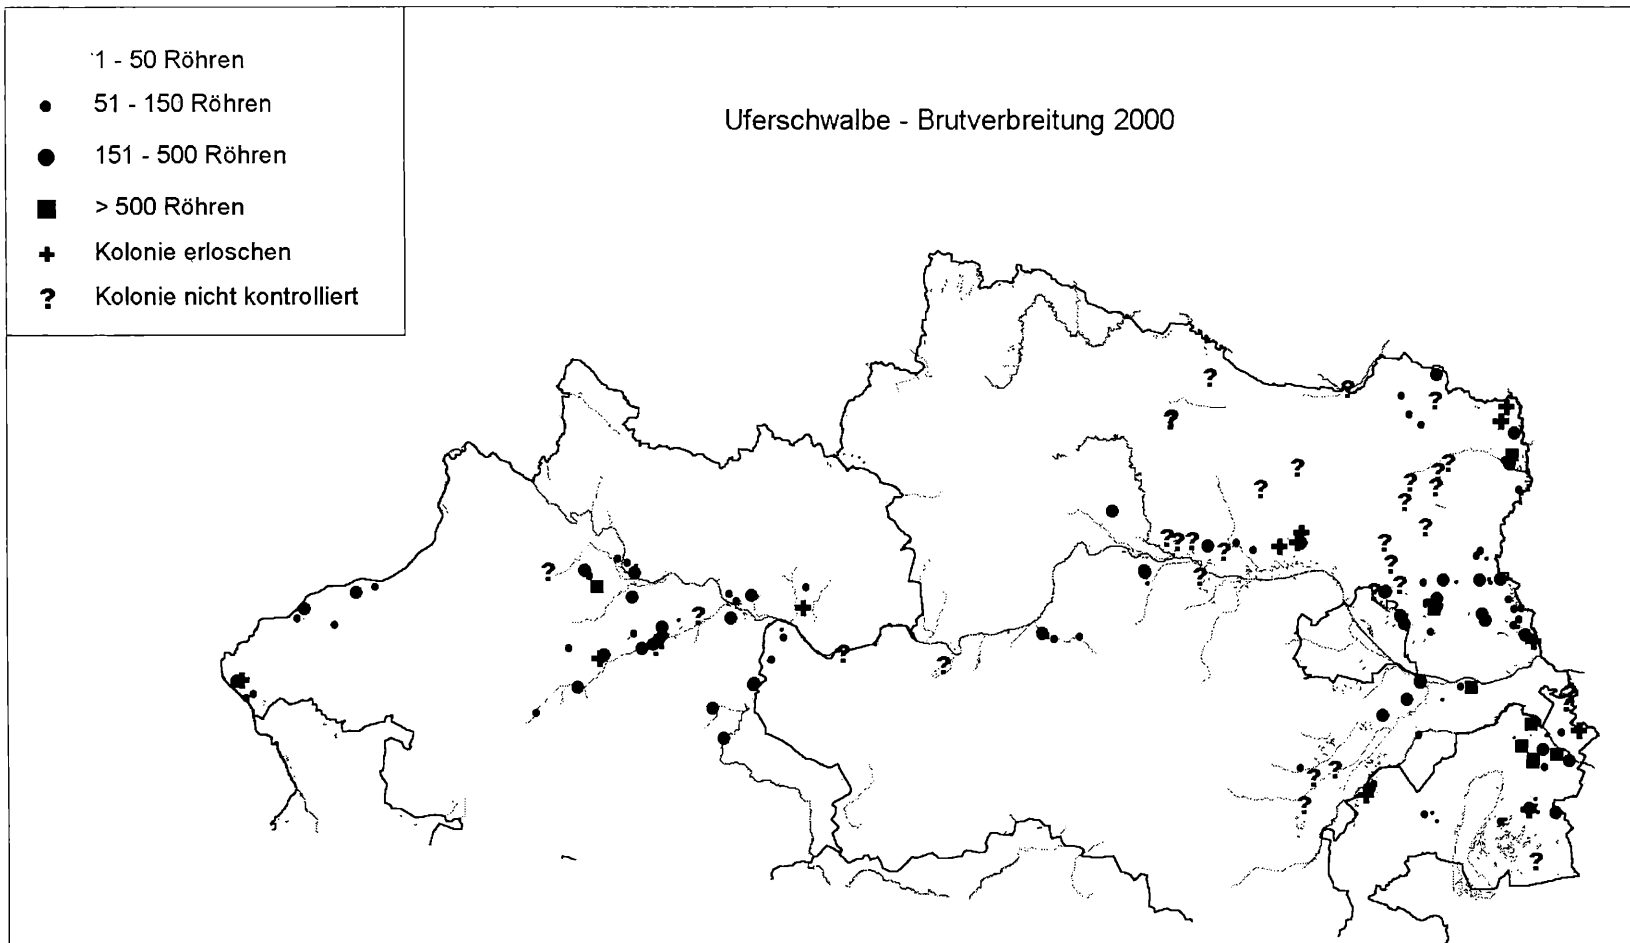 1 - 50 Röhren
51 - 150 Röhren
151 - 500 Röhren
> 500 Röhren
Kolonie erloschen
? Kolonie nicht kontrolliert
Uferschwalbe - Brutverbreitung 2000